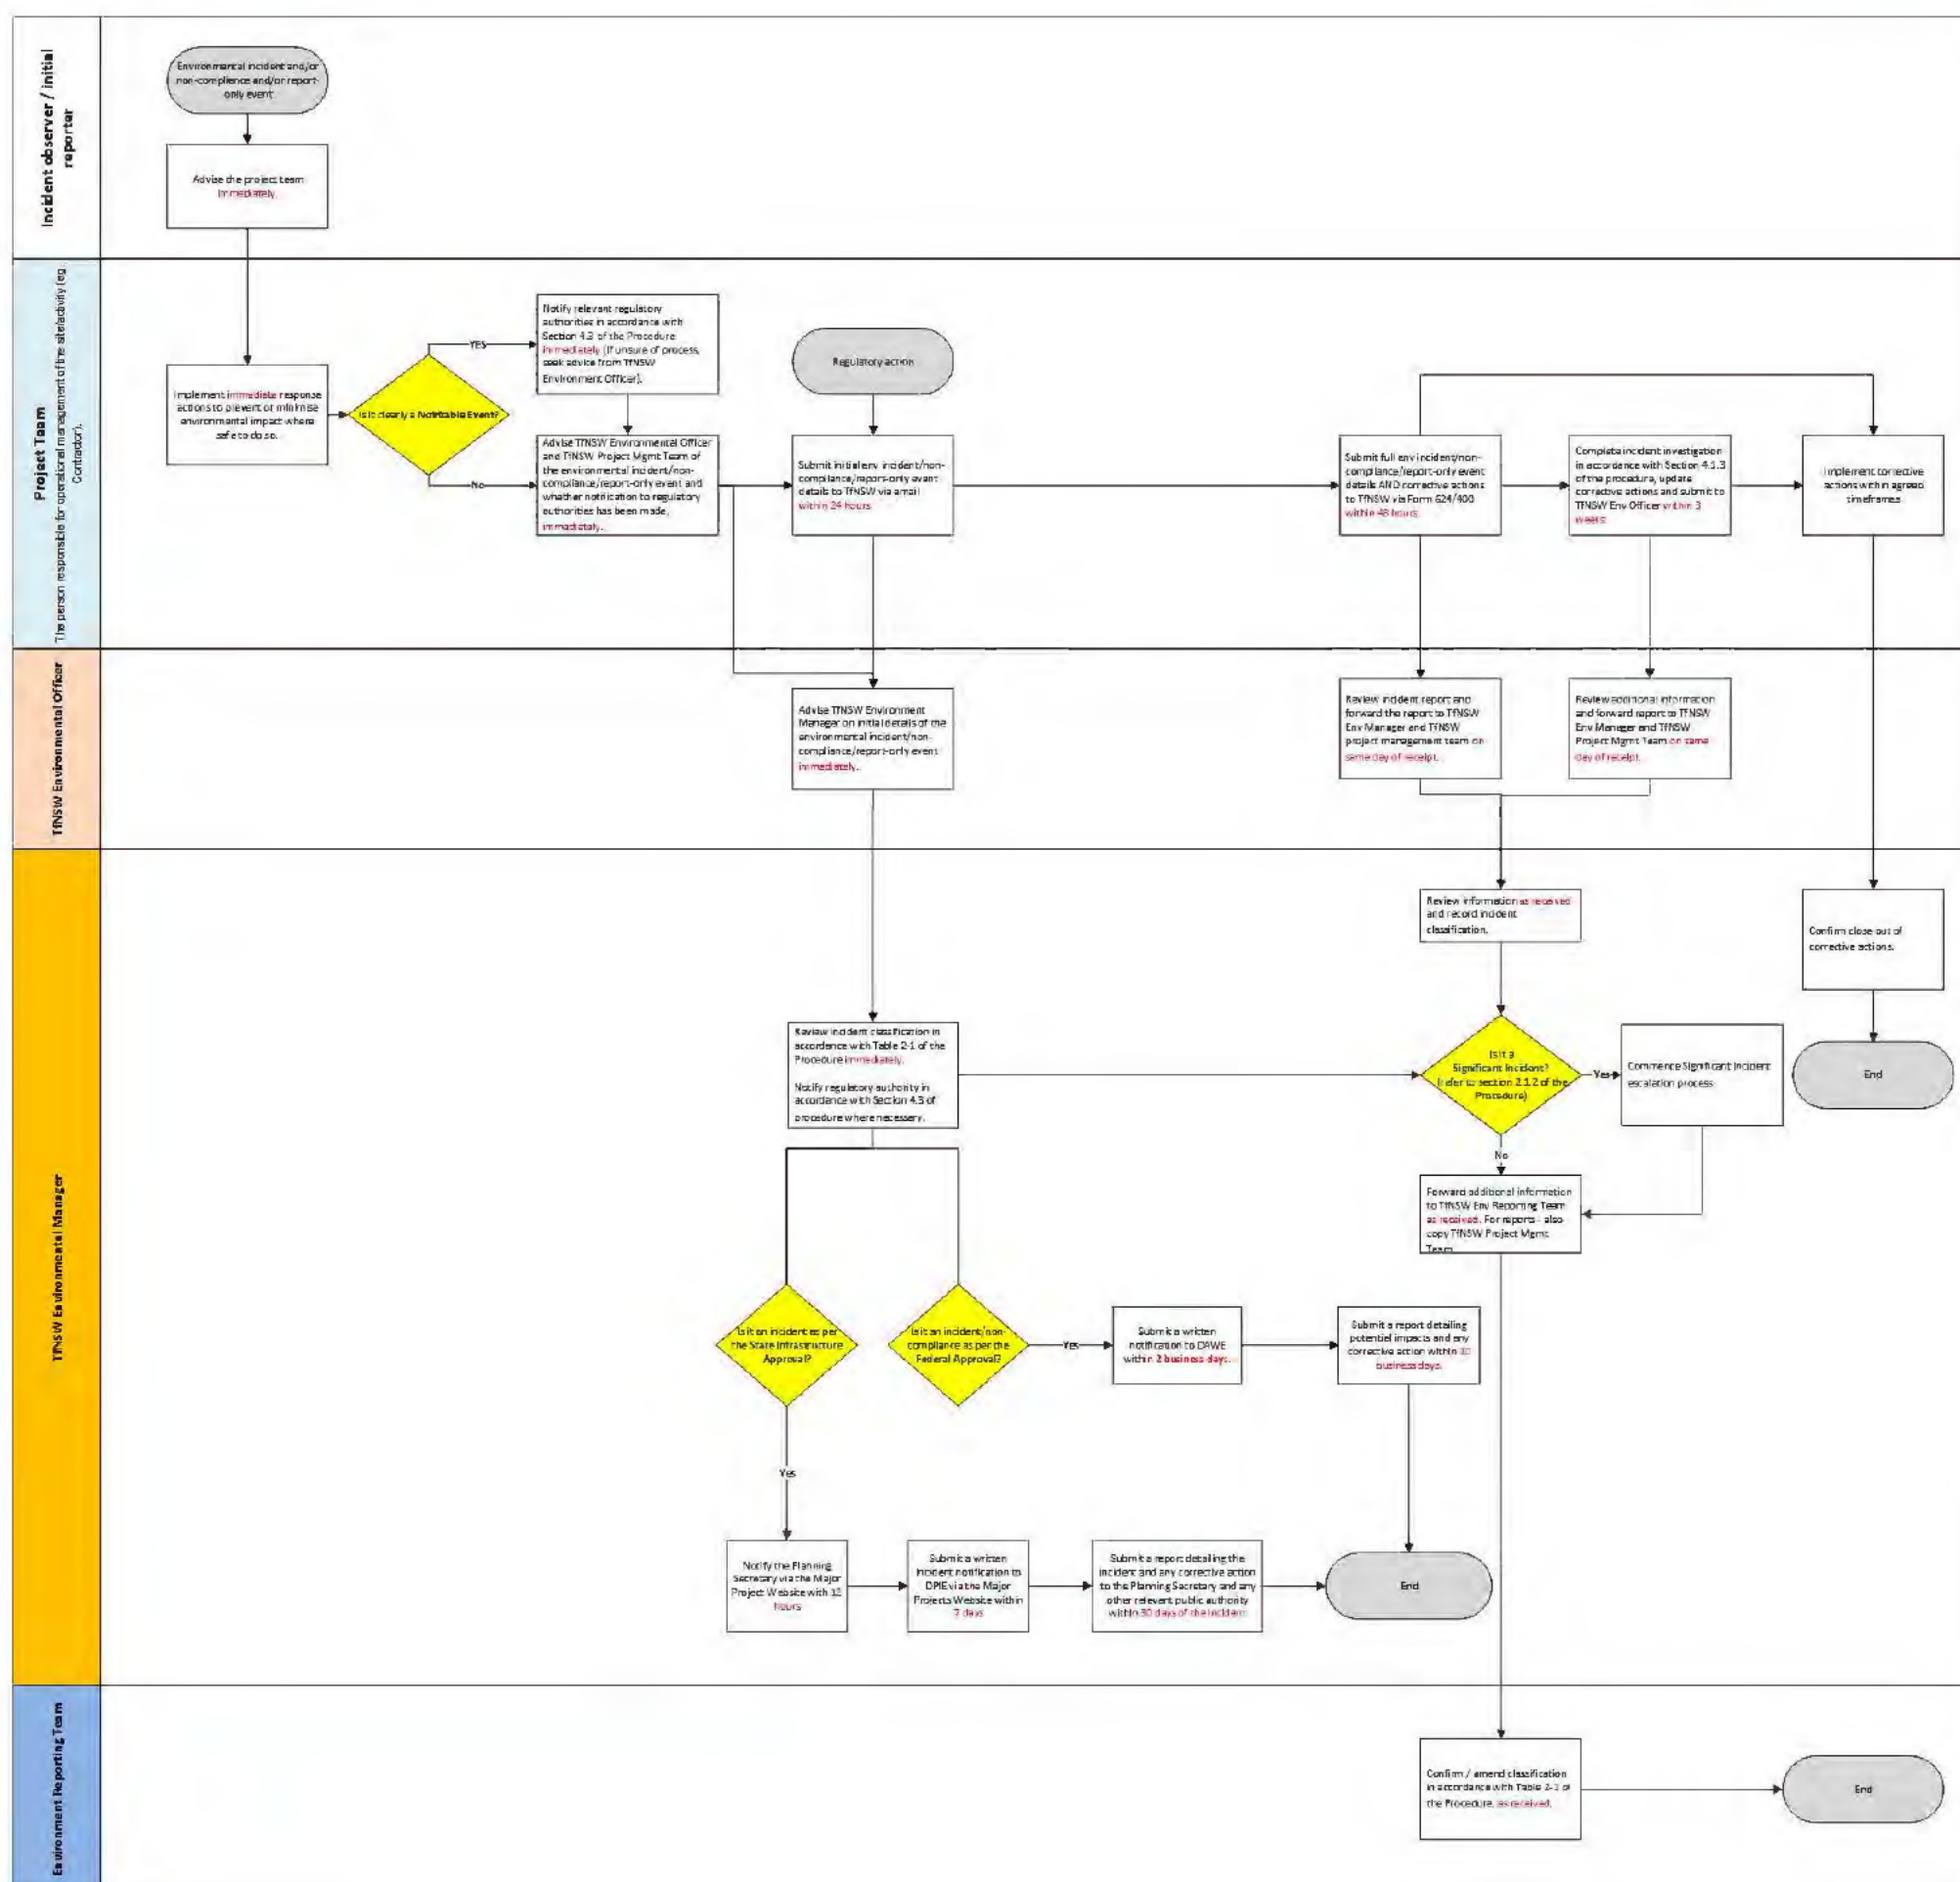 Incident observer / initial
reporter
Environmental incident and/or
non-complience and/or report-
only event
Advise the project team
immediately.
Project Team
The person responsible for operational management of the site/activity (eg
Contractor).
Implement immediate response
actions to prevent or minimise
environmental impact where
safe to do so.
Is it clearly a Notifiable Event?
YES
No
Notify relevant regulatory
authorities in accordance with
Section 4.3 of the Procedure
immediately (If unsure of process,
seek advice from TfNSW
Environment Officer).
Advise TfNSW Environmental Officer
and TfNSW Project Mgmt Team of
the environmental incident/non-
compliance/report-only event and
whether notification to regulatory
authorities has been made,
immediately.
Regulatory action
Submit initial env incident/non-
compliance/report-only event
details to TfNSW via email
within 24 hours
Submit full env incident/non-
compliance/report-only event
details AND corrective actions
to TfNSW via Form 624/400
within 48 hours.
Complete incident investigation
in accordance with Section 4.1.3
of the procedure, update
corrective actions and submit to
TfNSW Env Officer within 3
weeks.
Implement corrective
actions within agreed
timeframes.
TfNSW Environmental Officer
Advise TfNSW Environment
Manager on initial details of the
environmental incident/non-
compliance/report-only event
immediately.
Review incident report and
forward the report to TfNSW
Env Manager and TfNSW
project management team on
same day of receipt.
Review additional information
and forward report to TfNSW
Env Manager and TfNSW
Project Mgmt Team on same
day of receipt.
TfNSW Environmental Manager
Review information as received
and record incident
classification.
Confirm close out of
corrective actions.
Review incident classification in
accordance with Table 2-1 of the
Procedure immediately.
Notify regulatory authority in
accordance with Section 4.3 of
procedure where necessary.
Is it a
Significant Incident?
(refer to section 2.1.2 of the
Procedure)
Yes
Commence Significant Incident
escalation process
End
No
Forward additional information
to TfNSW Env Reporting Team
as received. For reports - also
copy TfNSW Project Mgmt
Team
Is it an incident as per
the State Infrastructure
Approval?
Is it an incident/non-
compliance as per the
Federal Approval?
Yes
Submit a written
notification to DAWE
within 2 business days.
Submit a report detailing
potential impacts and any
corrective action within
business days.
Yes
Notify the Planning
Secretary via the Major
Project Website with 12
hours
Submit a written
incident notification to
DPIE via the Major
Projects Website within
7 days
Submit a report detailing the
incident and any corrective action
to the Planning Secretary and any
other relevant public authority
within 30 days of the incident
End
Environment Reporting Team
Confirm / amend classification
in accordance with Table 2-1 of
the Procedure, as received.
End